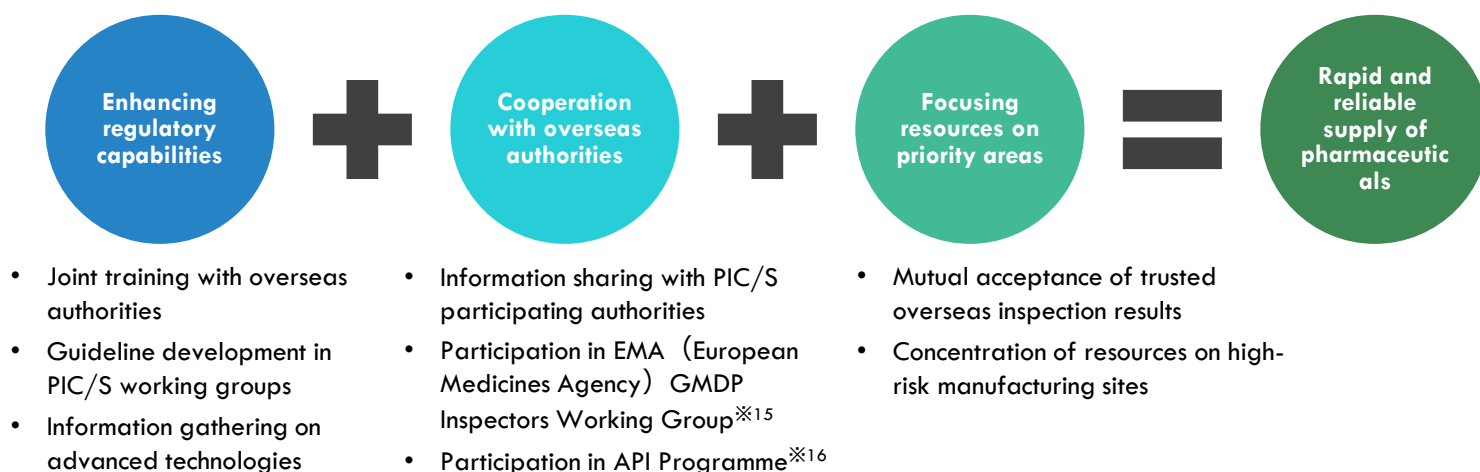 Enhancing
regulatory
capabilities
Cooperation
with overseas
authorities
Focusing
resources on
priority areas
Rapid and
reliable
supply of
pharmaceutic
als
• Joint training with overseas
authorities
• Guideline development in
PIC/S working groups
• Information gathering on
advanced technologies
• Information sharing with PIC/S
participating authorities
• Participation in EMA（European
Medicines Agency）GMDP
Inspectors Working Group※15
• Participation in API Programme※16
• Mutual acceptance of trusted
overseas inspection results
• Concentration of resources on high-
risk manufacturing sites